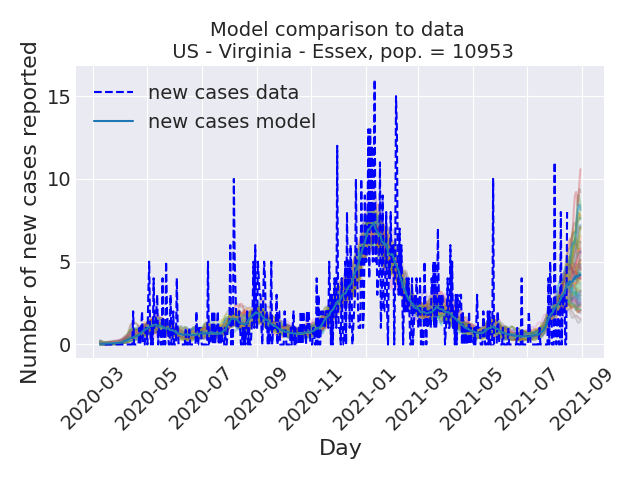 Model comparison to data
US - Virginia - Essex, pop. = 10953
Number of new cases reported
new cases data
new cases model
15
10
5
0
2020-03
2020-05
2020-07
2020-09
2020-11
2021-01
2021-03
2021-05
2021-07
2021-09
Day